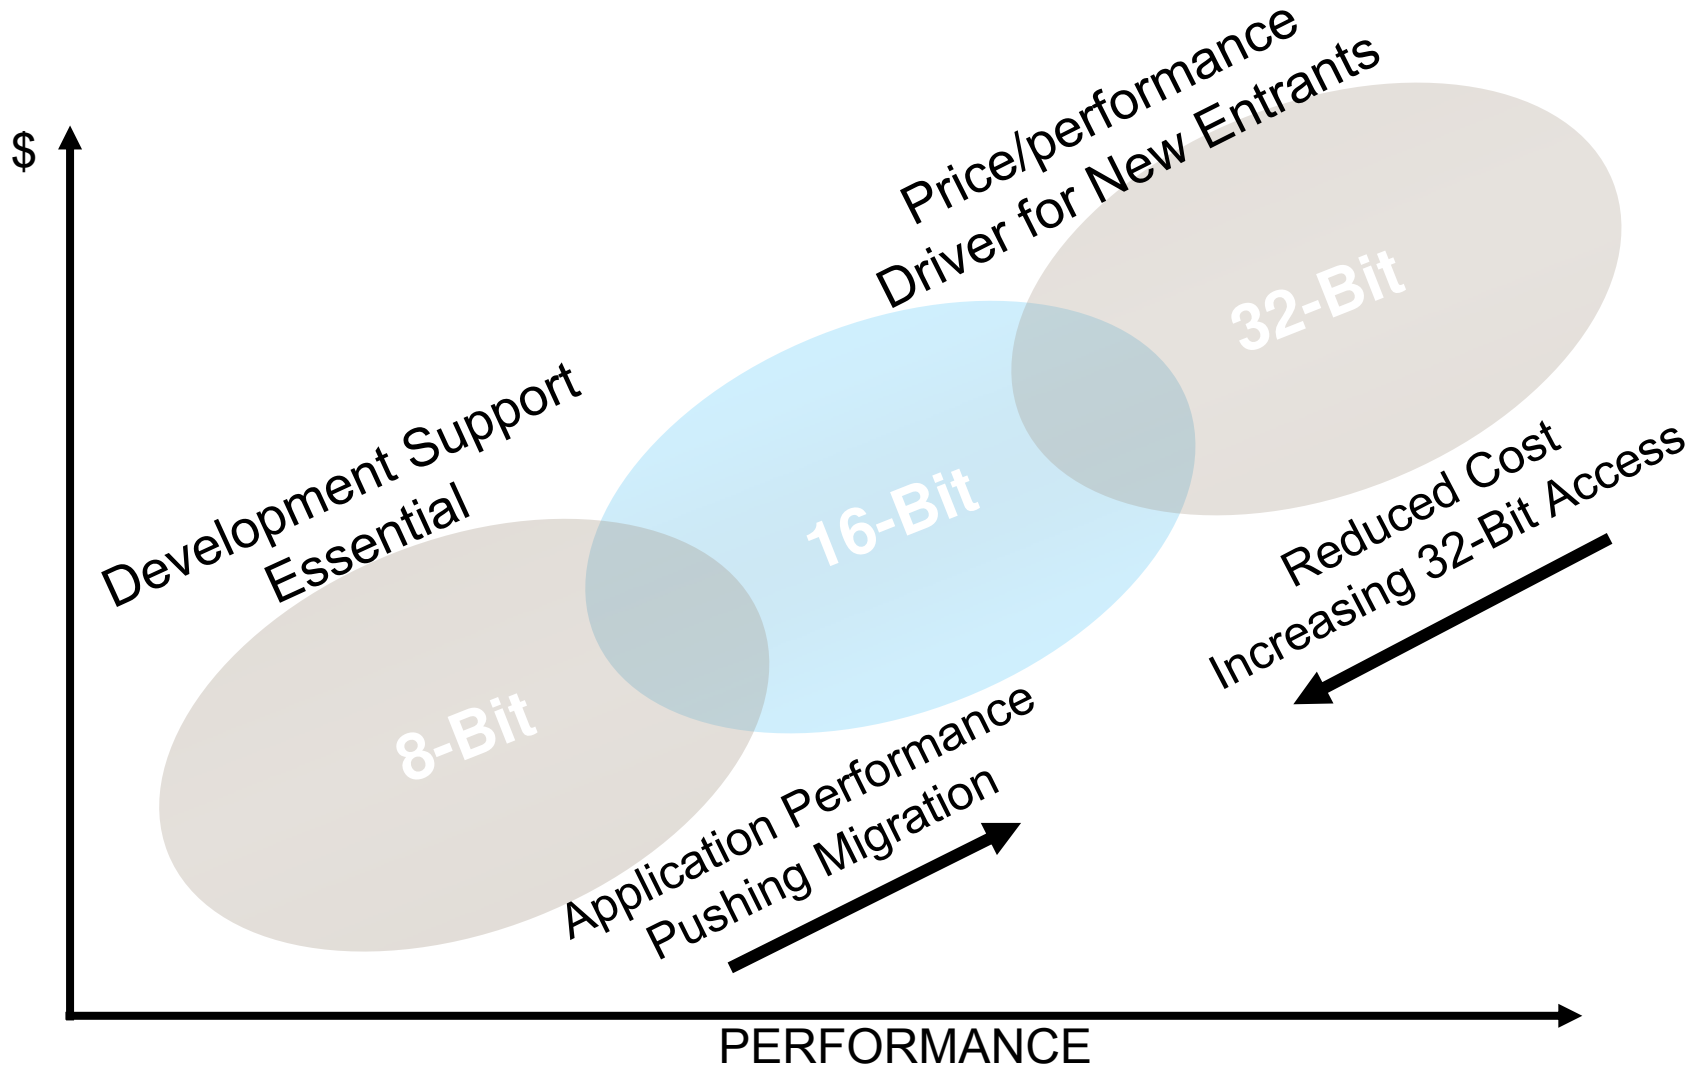 $
Price/performance
Driver for New Entrants
32-Bit
Development Support
Essential
16-Bit
Reduced Cost
Increasing 32-Bit Access
8-Bit
Application Performance
Pushing Migration
PERFORMANCE